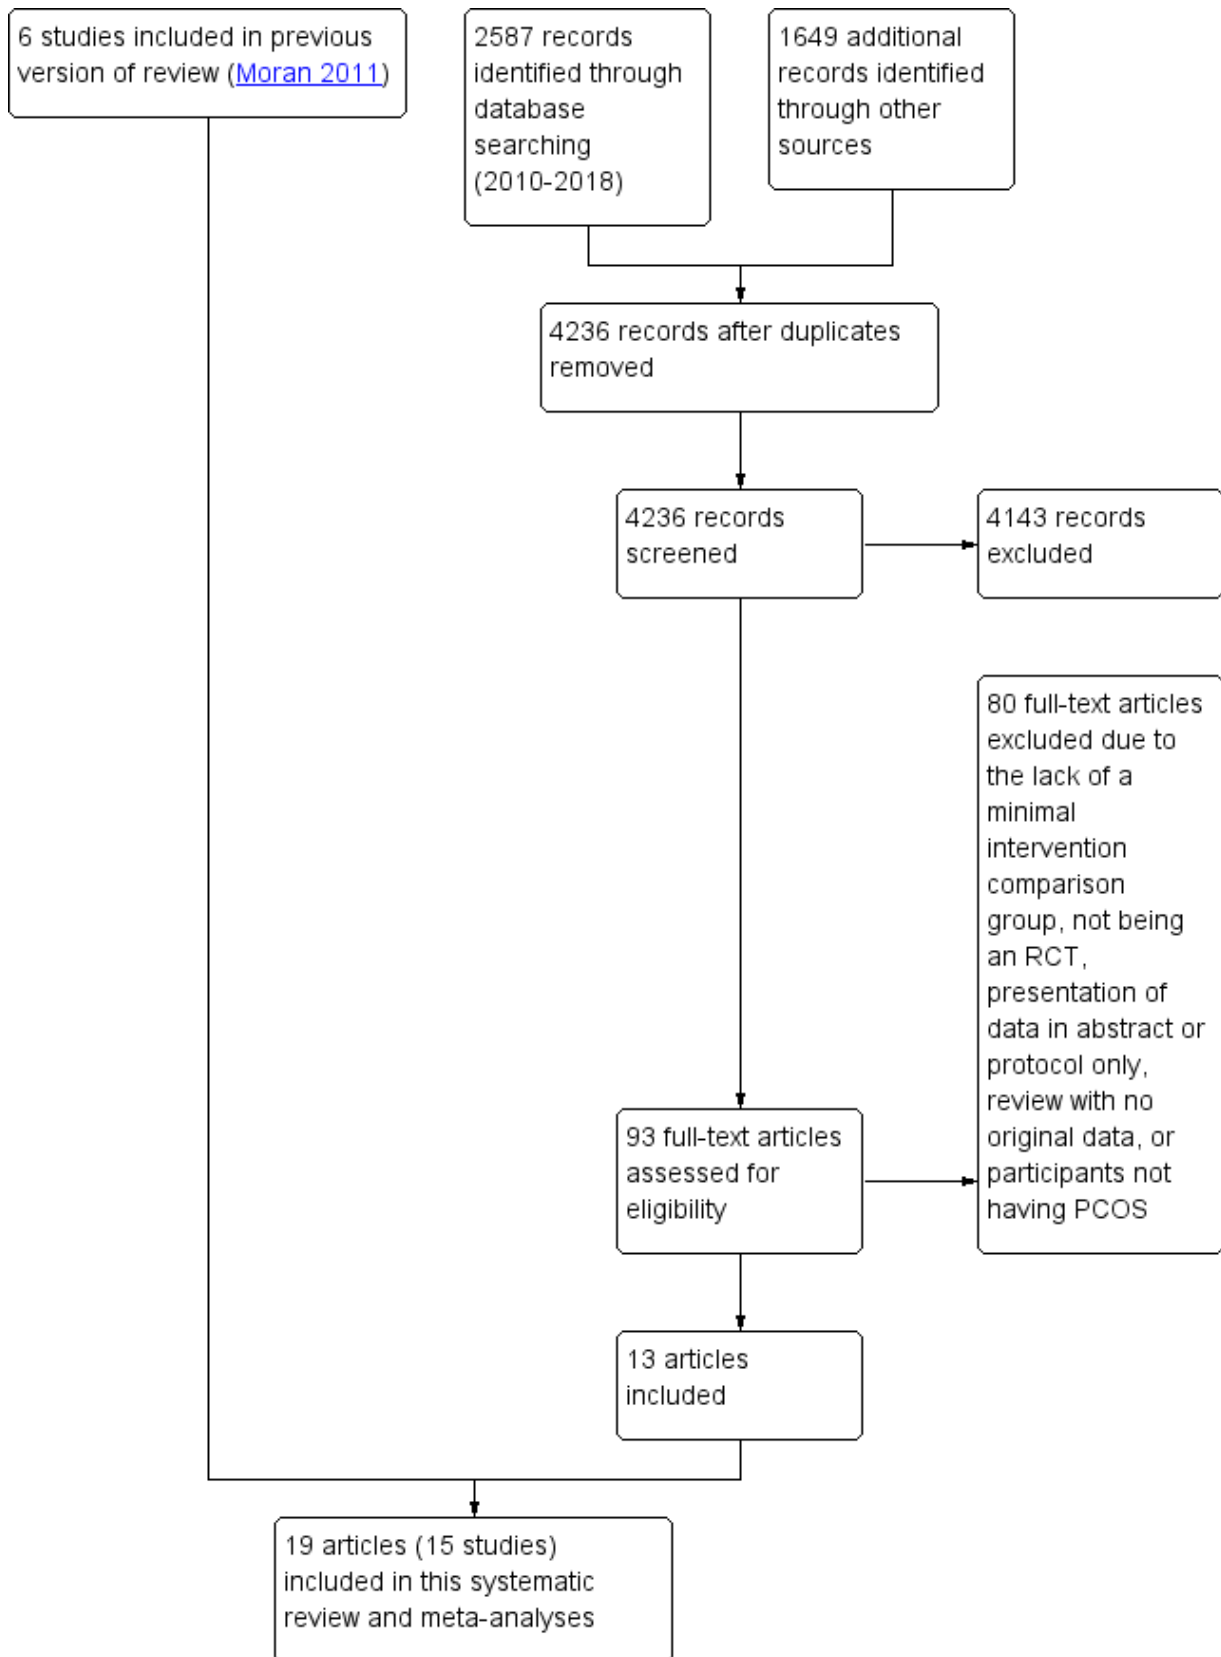 6 studies included in previous
version of review (Moran 2011)
2587 records
identified through
database
searching
(2010-2018)
1649 additional
records identified
through other
sources
4236 records after duplicates
removed
4236 records
screened
4143 records
excluded
80 full-text articles
excluded due to
the lack of a
minimal
intervention
comparison
group, not being
an RCT,
presentation of
data in abstract or
protocol only,
review with no
original data, or
participants not
having PCOS
93 full-text articles
assessed for
eligibility
13 articles
included
19 articles (15 studies)
included in this systematic
review and meta-analyses